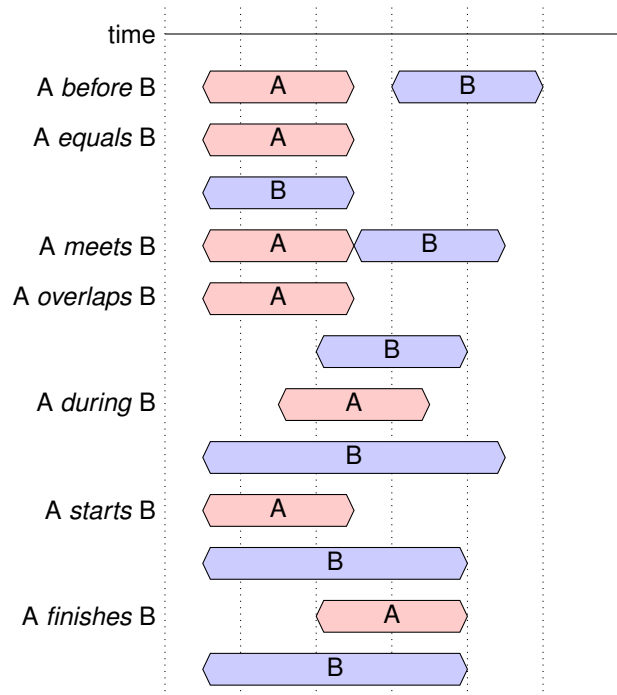 time
A before B A B
A equals B A
B
A meets B A B
A overlaps B A
B
A during B A
B
A starts B A
B
A finishes B A
B